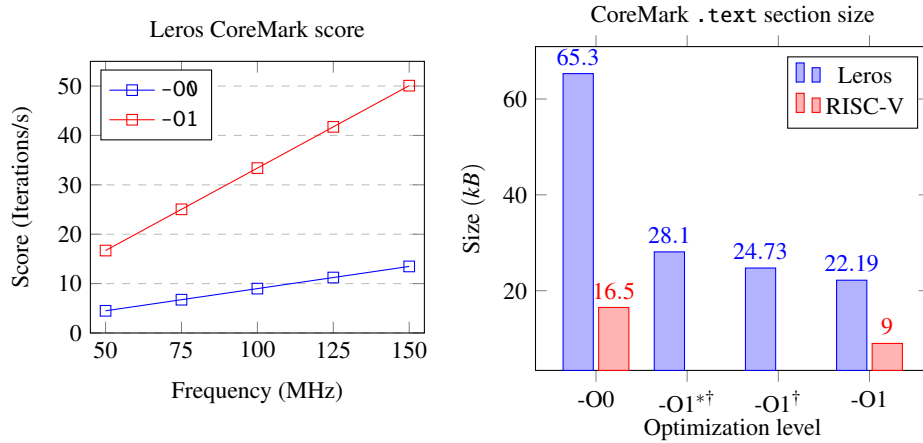 Leros CoreMark score
-O0
-O1
50
40
30
20
10
0
50 75 100 125 150
Score (Iterations/s)
Frequency (MHz)
CoreMark .text section size
65.3
Leros
RISC-V
60
40
20
28.1
24.73
22.19
16.5
9
Size (kB)
-O0 -O1*† -O1† -O1
Optimization level